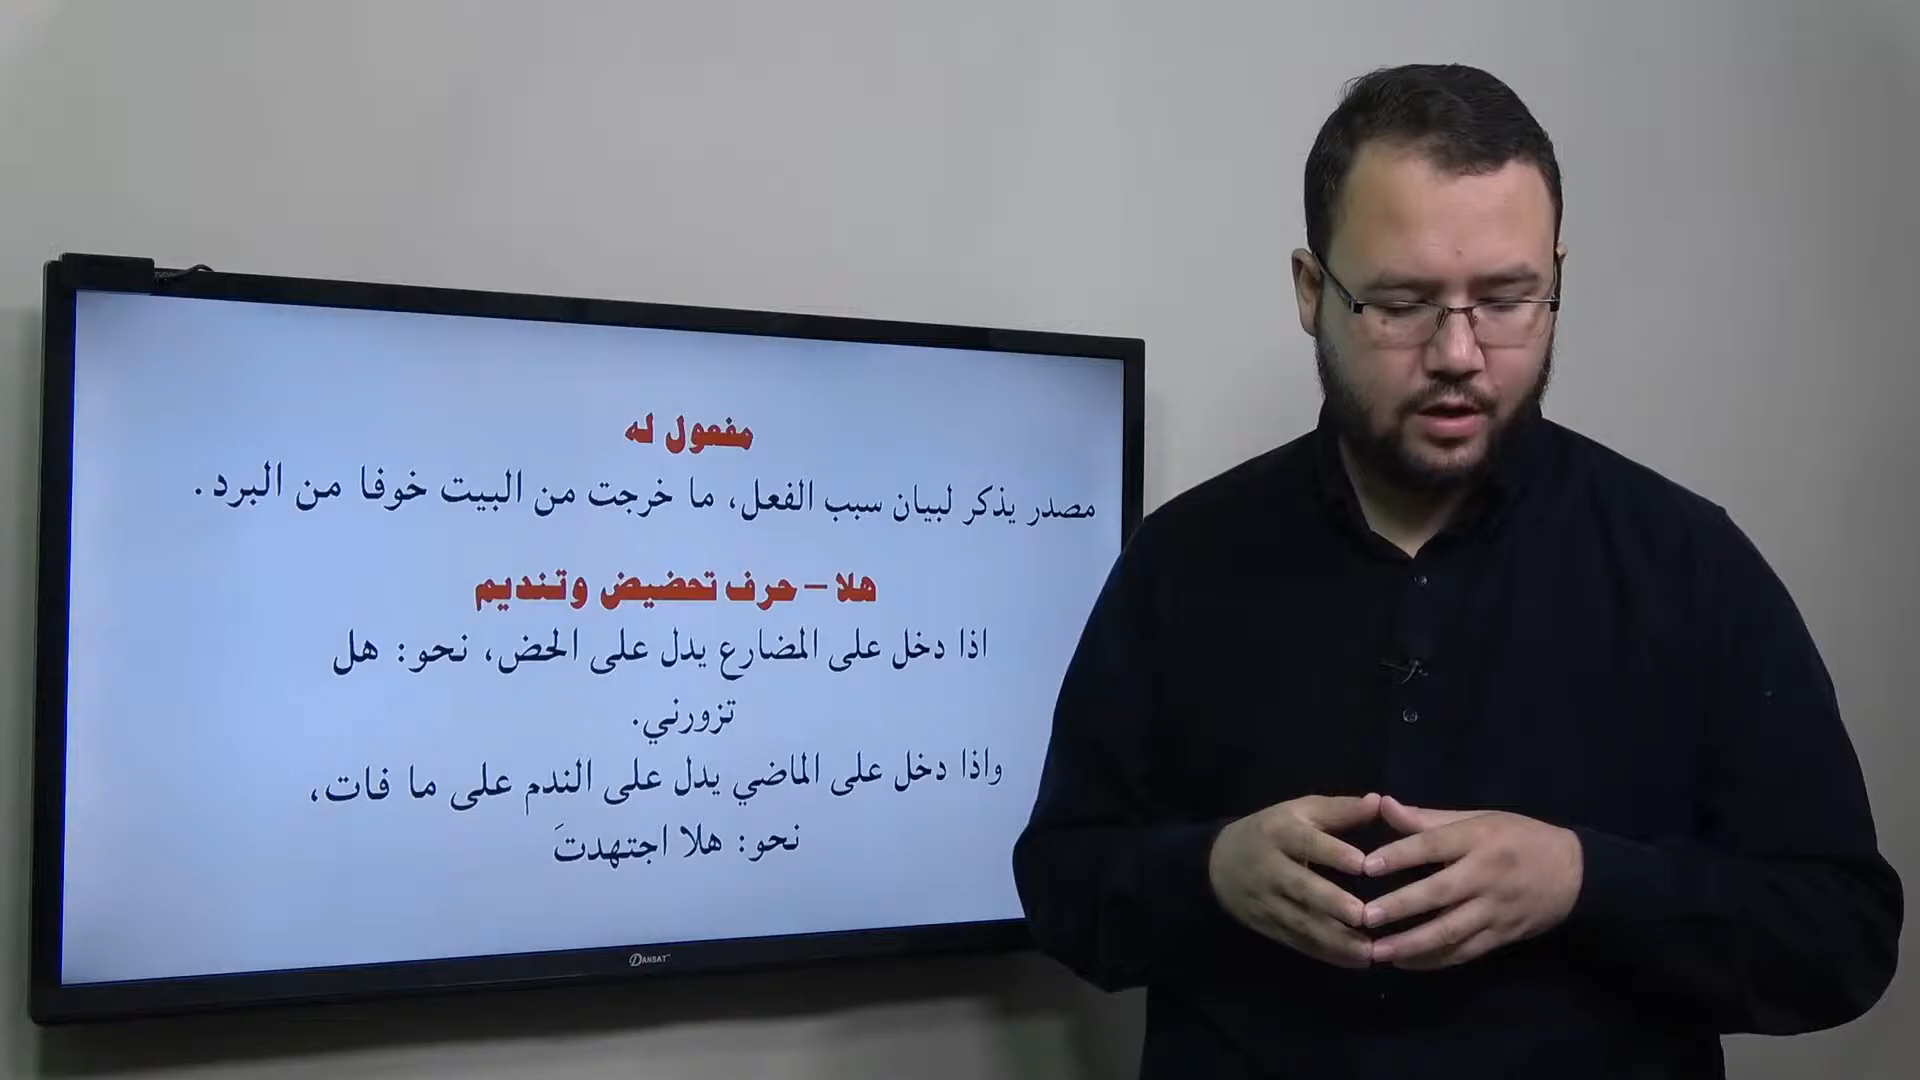 مفعول له
مصدر يذكر لبيان سبب الفعل، ما خرجت من البيت خوفا من البرد.
هلا – حرف تحضيض وتنديم
اذا دخل على المضارع يدل على الحض، نحو: هل
تزورني.
واذا دخل على الماضي يدل على الندم على ما فات،
نحو: هلا اجتهدتَ
DANSAT